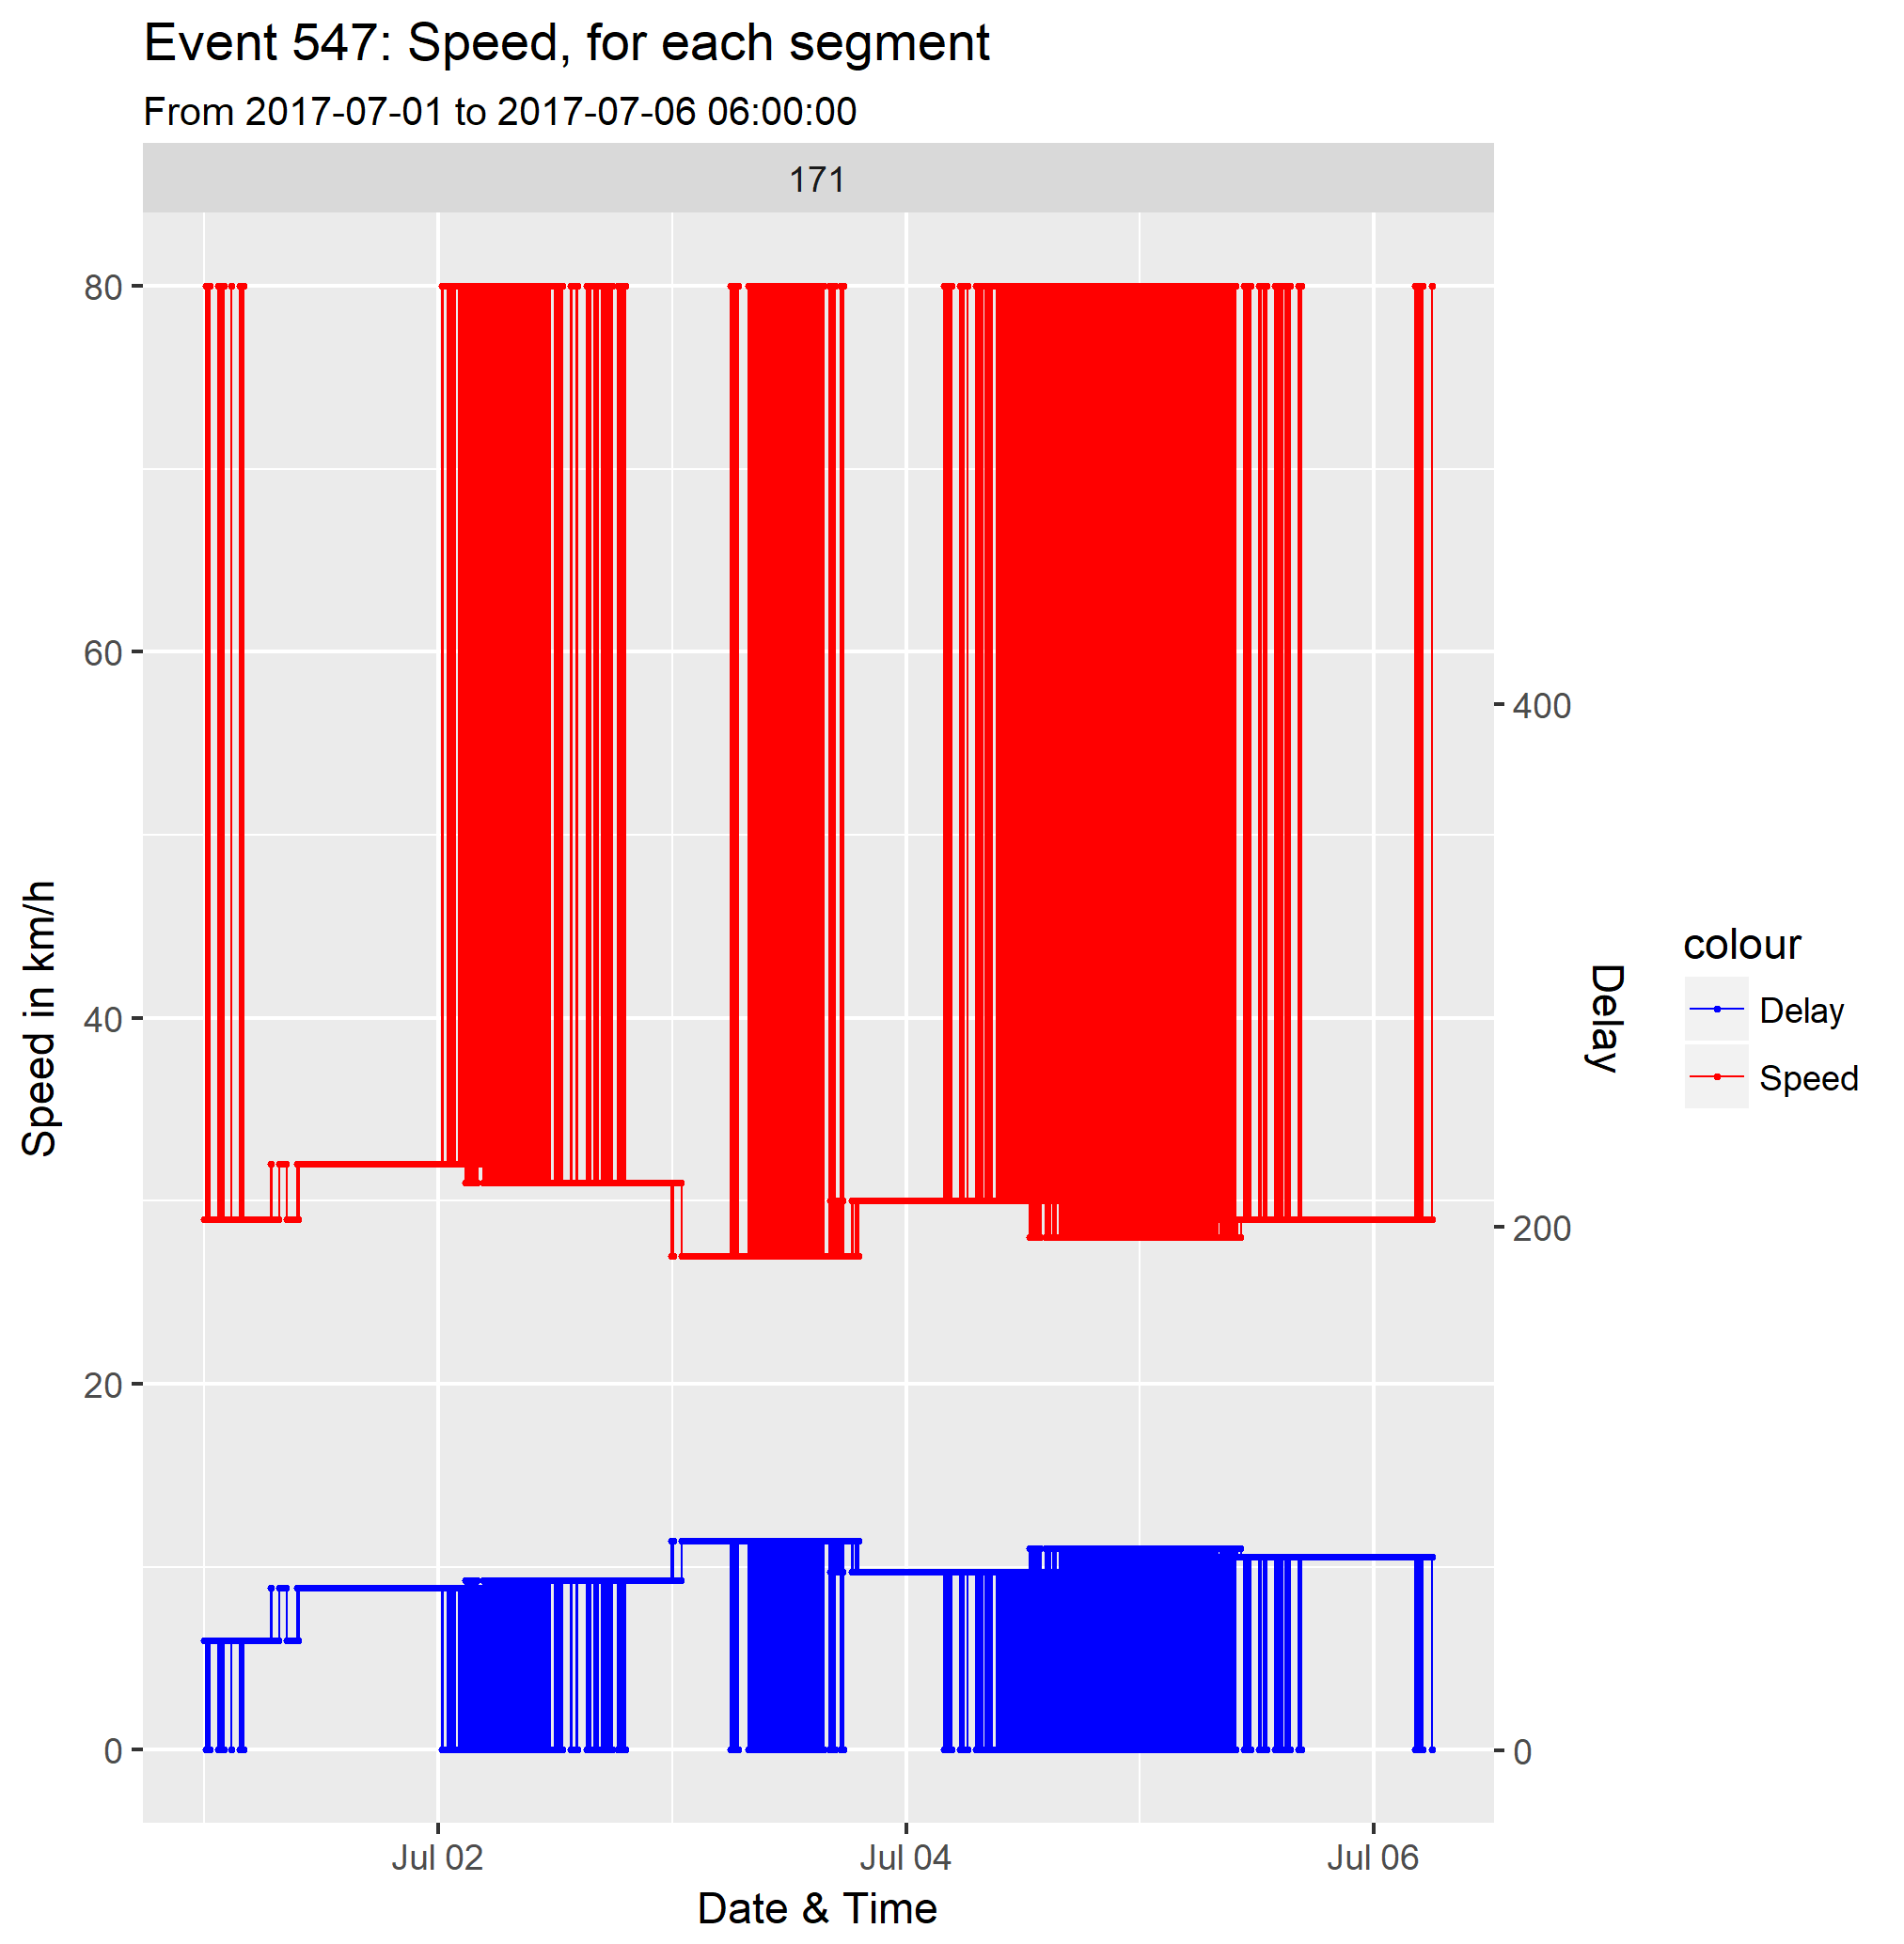 Event 547: Speed, for each segment
From 2017-07-01 to 2017-07-06 06:00:00
171
80
60
40
20
0
Speed in km/h
400
200
0
Delay
colour
Delay
Speed
Jul 02
Jul 04
Jul 06
Date & Time